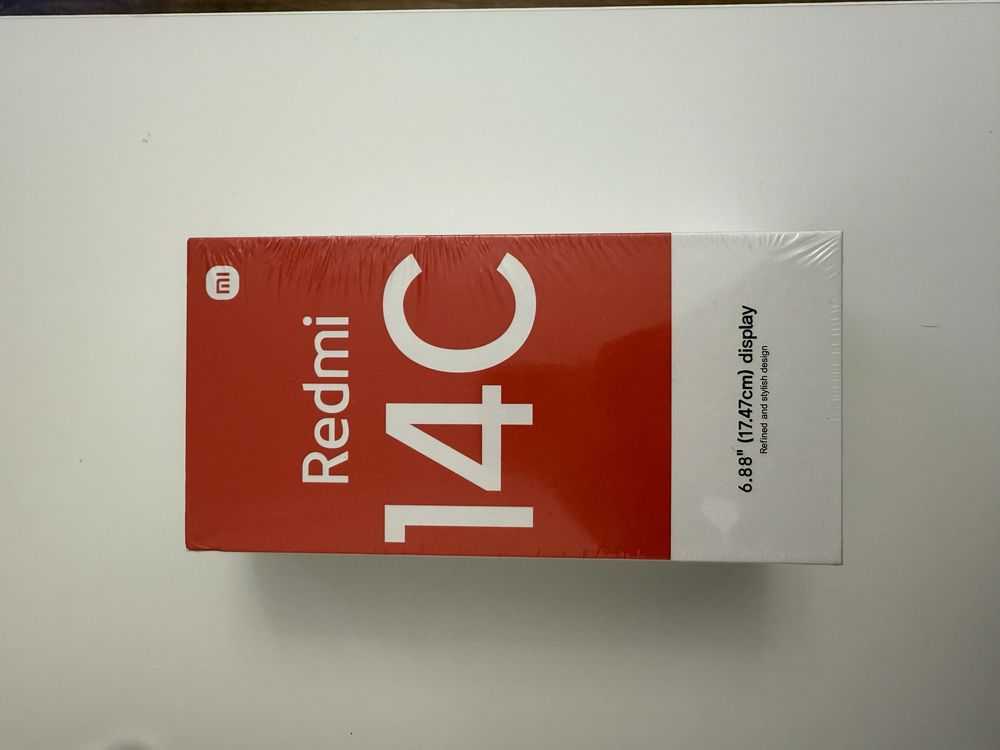 mi
Redmi
14C
6.88" (17.47cm) display
Refined and stylish design